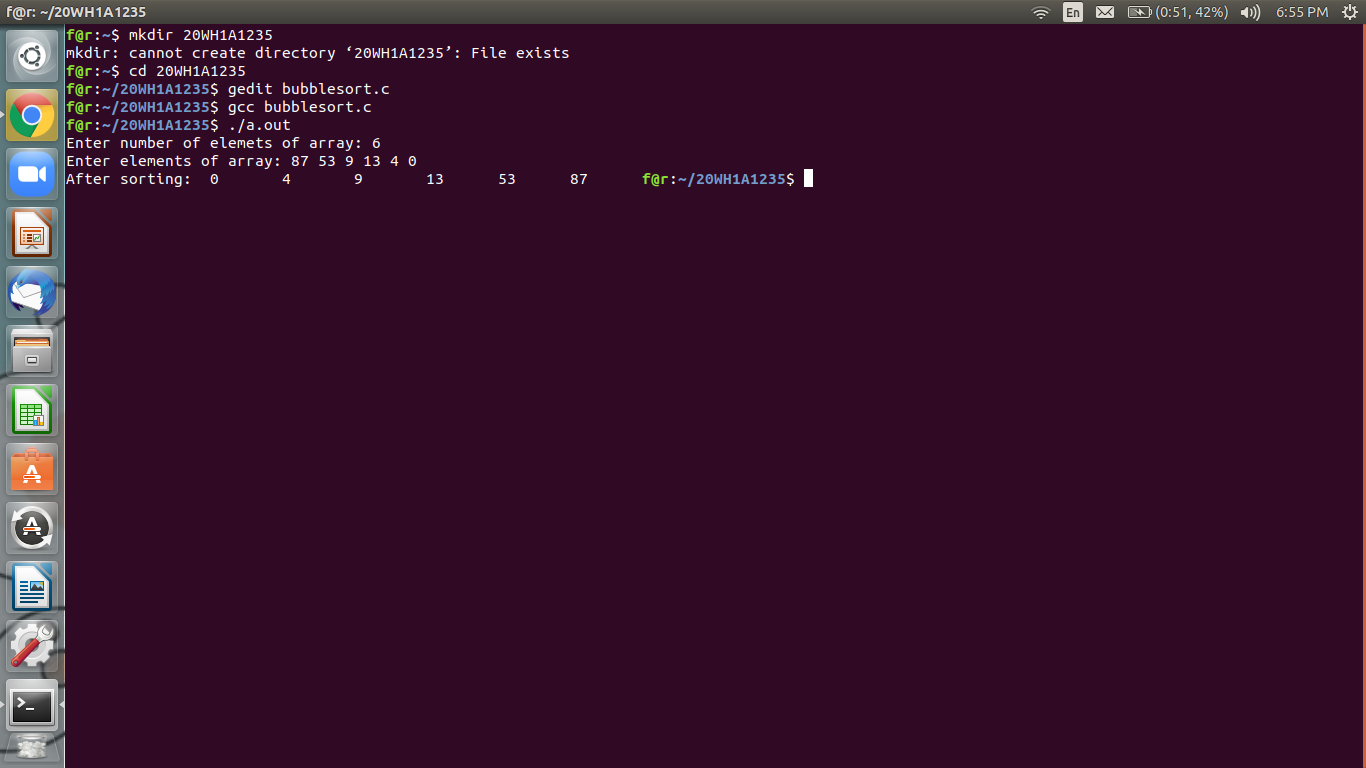 f@r: ~/20WH1A1235
En
(0:51, 42%)
6:55 PM
f@r:~$ mkdir 20WH1A1235
mkdir: cannot create directory ‘20WH1A1235’: File exists
f@r:~$ cd 20WH1A1235
f@r:~/20WH1A1235$ gedit bubblesort.c
f@r:~/20WH1A1235$ gcc bubblesort.c
f@r:~/20WH1A1235$ ./a.out
Enter number of elemets of array: 6
Enter elements of array: 87 53 9 13 4 0
After sorting:  0       4       9       13      53      87      f@r:~/20WH1A1235$